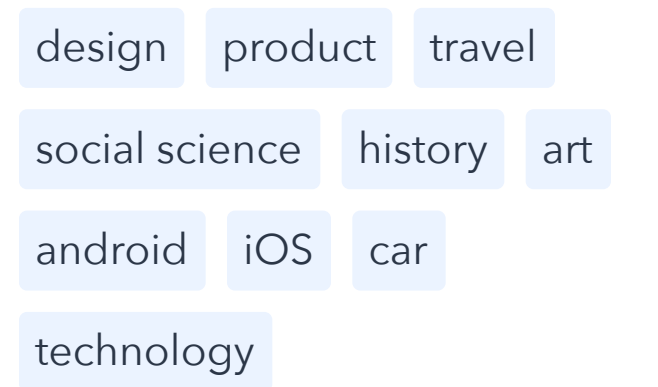 design product travel
social science history art
android iOS car
technology